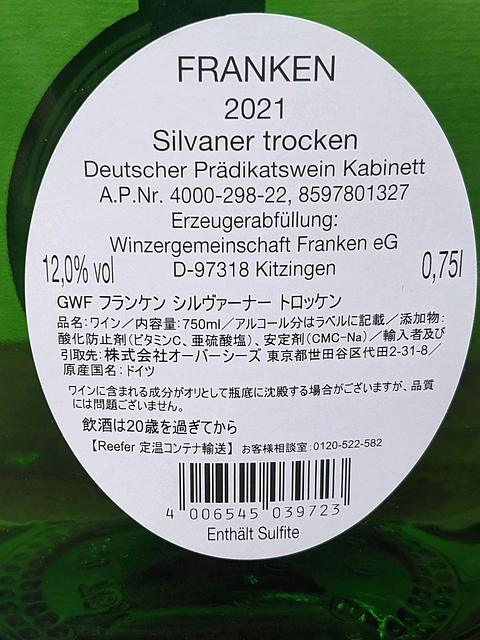 FRANKEN
2021
Silvaner trocken
Deutscher Prädikatswein Kabinett
A.P.Nr. 4000-298-22, 8597801327
Erzeugerabfüllung:
Winzergemeinschaft Franken eG
12,0% vol D-97318 Kitzingen 0,75l
GWF フランケン シルヴァーナー トロッケン
品名:ワイン/内容量:750ml/アルコール分はラベルに記載/添加物:
酸化防止剤(ビタミンC、亜硫酸塩)、安定剤(CMC-Na)/輸入者及び
引取先:株式会社オーバーシーズ 東京都世田谷区代田2-31-8/
原産国名:ドイツ
ワインに含まれる成分がオリとして瓶底に沈殿する場合がございますが、品質
には問題ございません。
飲酒は20歳を過ぎてから
【Reefer 定温コンテナ輸送】 お客様相談室:0120-522-582
4 006545 039723
Enthält Sulfite